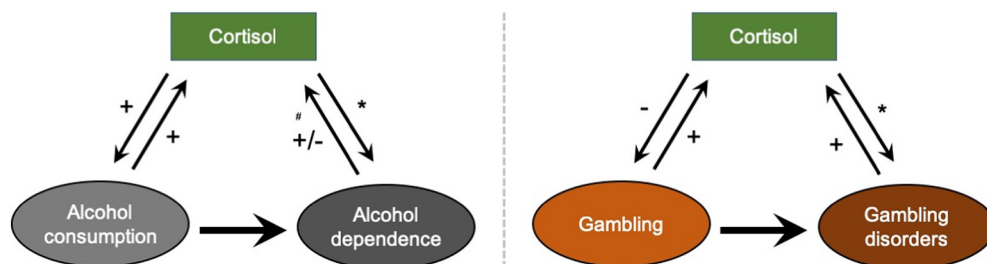 Cortisol
+
+
#
+/-
*
Alcohol
consumption
Alcohol
dependence
Cortisol
-
+
+
*
Gambling
Gambling
disorders